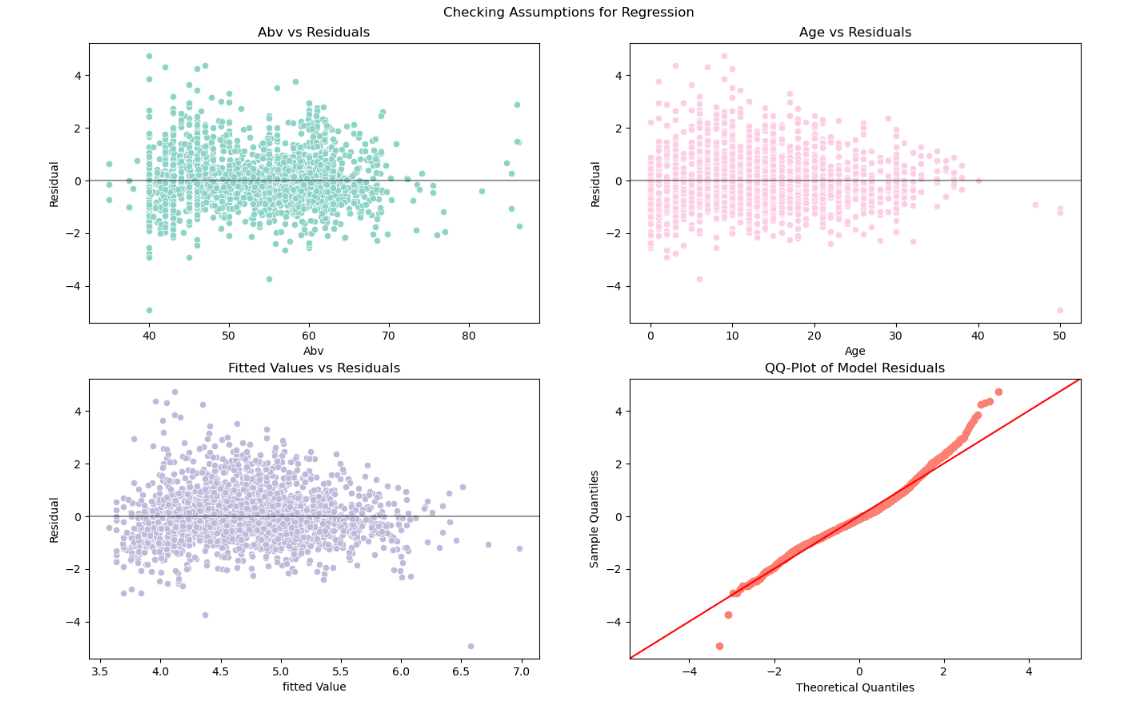 Checking Assumptions for Regression
Abv vs Residuals
4
2
0
−2
−4
Residual
40 50 60 70 80
Abv
Age vs Residuals
4
2
0
−2
−4
Residual
0 10 20 30 40 50
Age
Fitted Values vs Residuals
4
2
0
−2
−4
Residual
3.5 4.0 4.5 5.0 5.5 6.0 6.5 7.0
fitted Value
QQ-Plot of Model Residuals
4
2
0
−2
−4
Sample Quantiles
−4 −2 0 2 4
Theoretical Quantiles